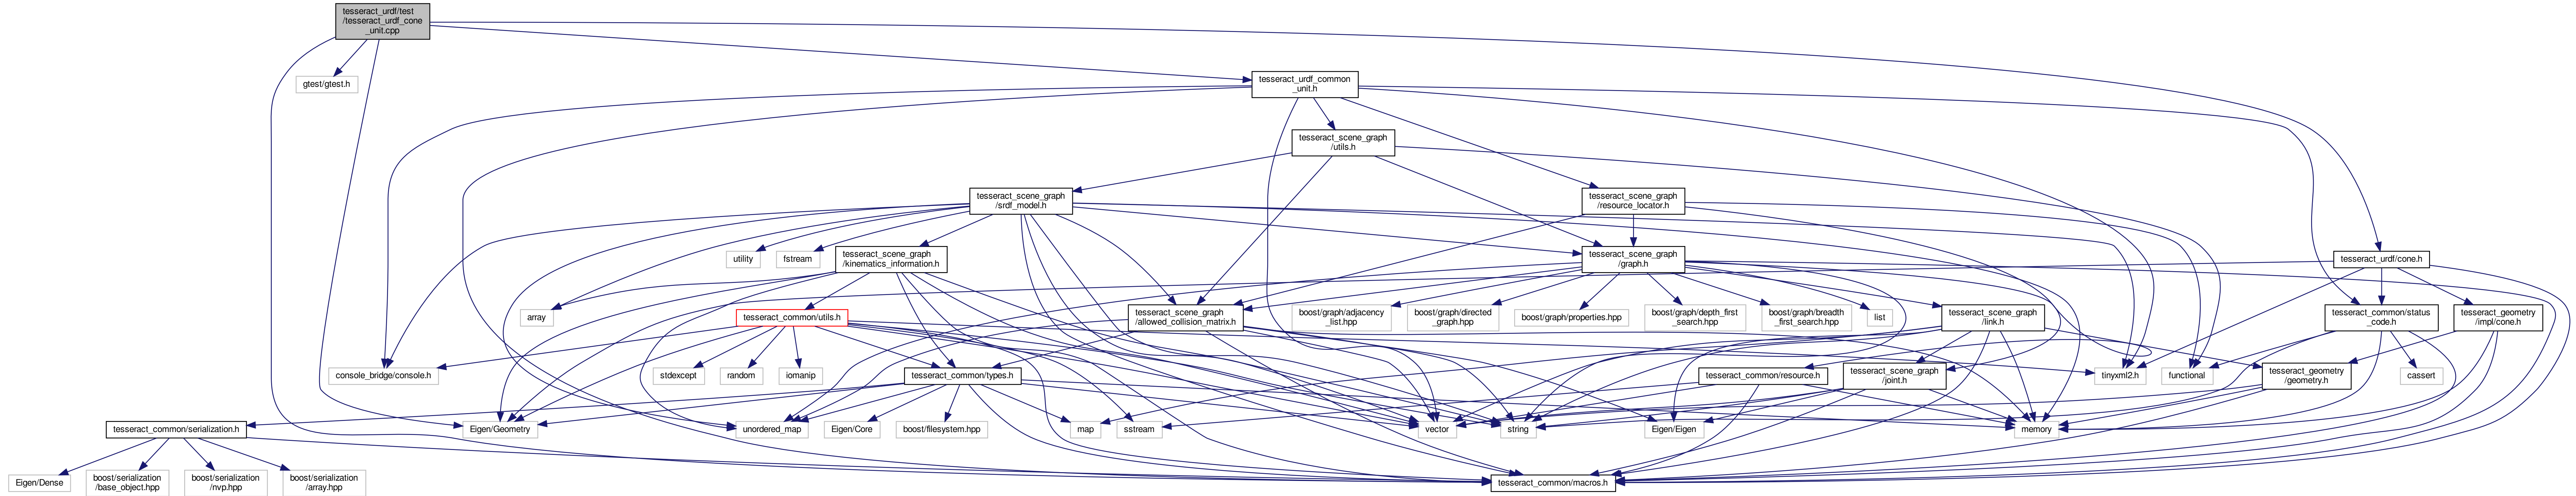 tesseract_urdf/test
/tesseract_urdf_cone
_unit.cpp
gtest/gtest.h
tesseract_urdf_common
_unit.h
tesseract_scene_graph
/utils.h
tesseract_scene_graph
/srdf_model.h
tesseract_scene_graph
/resource_locator.h
utility
fstream
tesseract_scene_graph
/kinematics_information.h
tesseract_scene_graph
/graph.h
tesseract_urdf/cone.h
array
tesseract_common/utils.h
tesseract_scene_graph
/allowed_collision_matrix.h
boost/graph/adjacency
_list.hpp
boost/graph/directed
_graph.hpp
boost/graph/properties.hpp
boost/graph/depth_first
_search.hpp
boost/graph/breadth
_first_search.hpp
list
tesseract_scene_graph
/link.h
tesseract_common/status
_code.h
tesseract_geometry
/impl/cone.h
console_bridge/console.h
stdexcept
random
iomanip
tesseract_common/types.h
tesseract_common/resource.h
tesseract_scene_graph
/joint.h
tinyxml2.h
functional
tesseract_geometry
/geometry.h
cassert
tesseract_common/serialization.h
Eigen/Geometry
unordered_map
Eigen/Core
boost/filesystem.hpp
map
sstream
vector
string
Eigen/Eigen
memory
Eigen/Dense
boost/serialization
/base_object.hpp
boost/serialization
/nvp.hpp
boost/serialization
/array.hpp
tesseract_common/macros.h